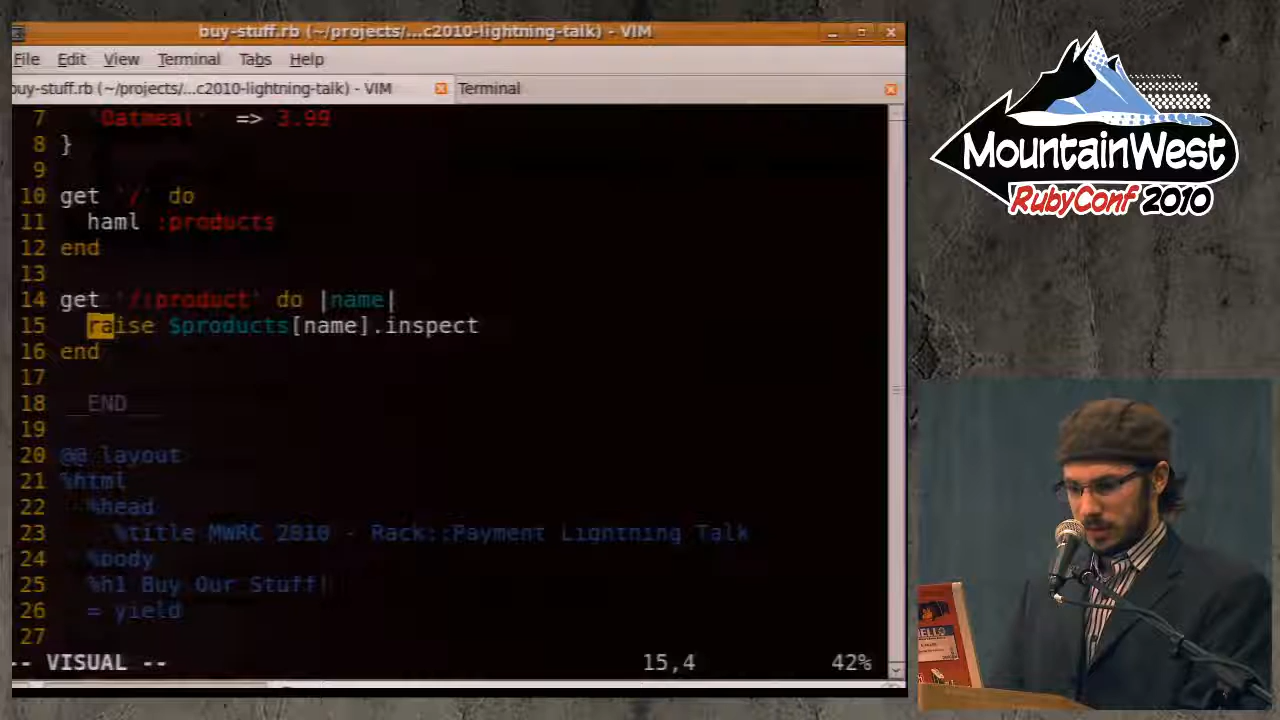 buy-stuff.rb (~/projects/...c2010-lightning-talk) - VIM
File Edit View Terminal Tabs Help
buy-stuff.rb (~/projects/...c2010-lightning-talk) - VIM
Terminal
7 'Oatmeal' => 3.99
8 }
9
10 get '/' do
11 haml :products
12 end
13
14 get '/:product' do |name|
15 raise $products[name].inspect
16 end
17
18 __END__
19
20 @@ layout
21 %html
22 %head
23 %title MWRC 2010 - Rack::Payment Lightning Talk
24 %body
25 %h1 Buy Our Stuff!
26 = yield
27
-- VISUAL --
15,4
42%
MountainWest
RubyConf 2010
HELLO